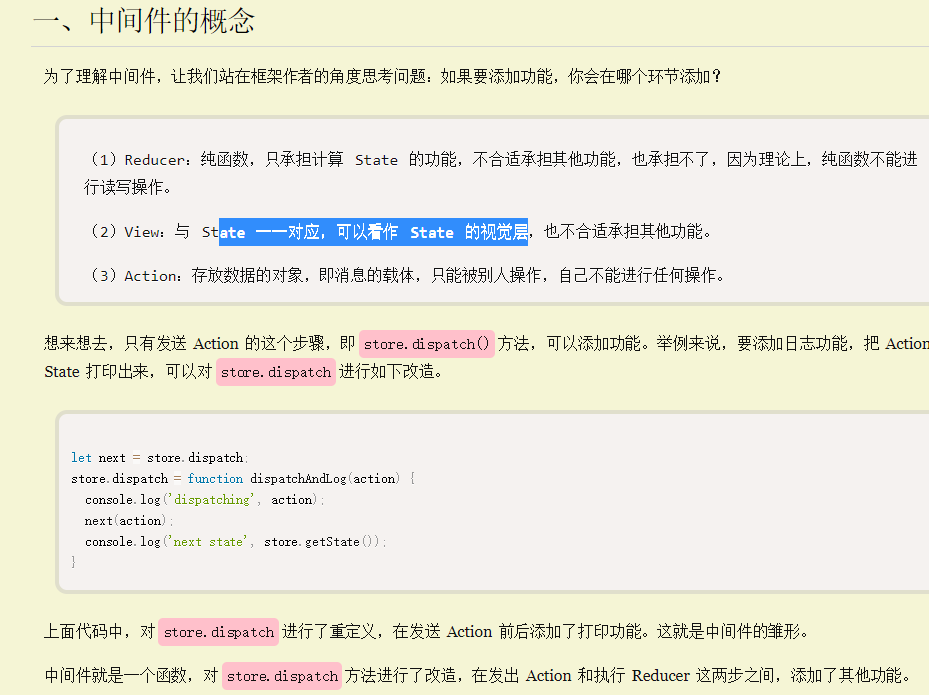 一、中间件的概念
为了理解中间件，让我们站在框架作者的角度思考问题：如果要添加功能，你会在哪个环节添加？
（1）Reducer：纯函数，只承担计算 State 的功能，不合适承担其他功能，也承担不了，因为理论上，纯函数不能进
行读写操作。
（2）View：与 State 一一对应，可以看作 State 的视觉层，也不合适承担其他功能。
（3）Action：存放数据的对象，即消息的载体，只能被别人操作，自己不能进行任何操作。
想来想去，只有发送 Action 的这个步骤，即 store.dispatch() 方法，可以添加功能。举例来说，要添加日志功能，把 Action
State 打印出来，可以对 store.dispatch 进行如下改造。
let next = store.dispatch;
store.dispatch = function dispatchAndLog(action) {
  console.log('dispatching', action);
  next(action);
  console.log('next state', store.getState());
}
上面代码中，对 store.dispatch 进行了重定义，在发送 Action 前后添加了打印功能。这就是中间件的雏形。
中间件就是一个函数，对 store.dispatch 方法进行了改造，在发出 Action 和执行 Reducer 这两步之间，添加了其他功能。